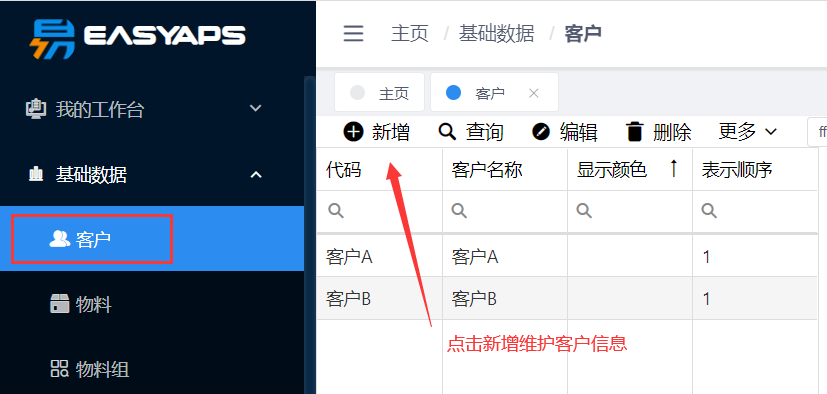 EASYAPS
我的工作台
基础数据
客户
物料
物料组
主页 / 基础数据 / 客户
主页 客户 ×
新增 查询 编辑 删除 更多 ff
代码 客户名称 显示颜色 ↑ 表示顺序
客户A 客户A 1
客户B 客户B 1
点击新增维护客户信息